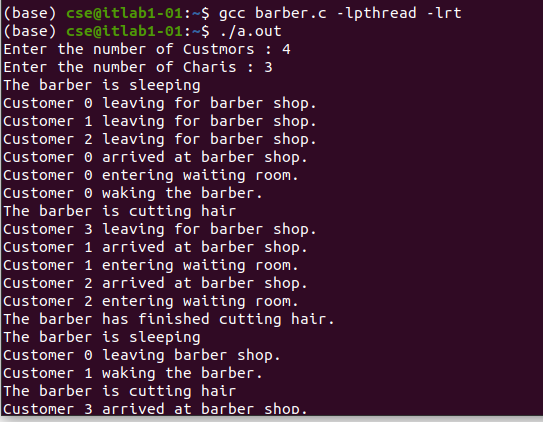 (base) cse@itlab1-01:~$ gcc barber.c -lpthread -lrt
(base) cse@itlab1-01:~$ ./a.out
Enter the number of Custmors : 4
Enter the number of Charis : 3
The barber is sleeping
Customer 0 leaving for barber shop.
Customer 1 leaving for barber shop.
Customer 2 leaving for barber shop.
Customer 0 arrived at barber shop.
Customer 0 entering waiting room.
Customer 0 waking the barber.
The barber is cutting hair
Customer 3 leaving for barber shop.
Customer 1 arrived at barber shop.
Customer 1 entering waiting room.
Customer 2 arrived at barber shop.
Customer 2 entering waiting room.
The barber has finished cutting hair.
The barber is sleeping
Customer 0 leaving barber shop.
Customer 1 waking the barber.
The barber is cutting hair
Customer 3 arrived at barber shop.